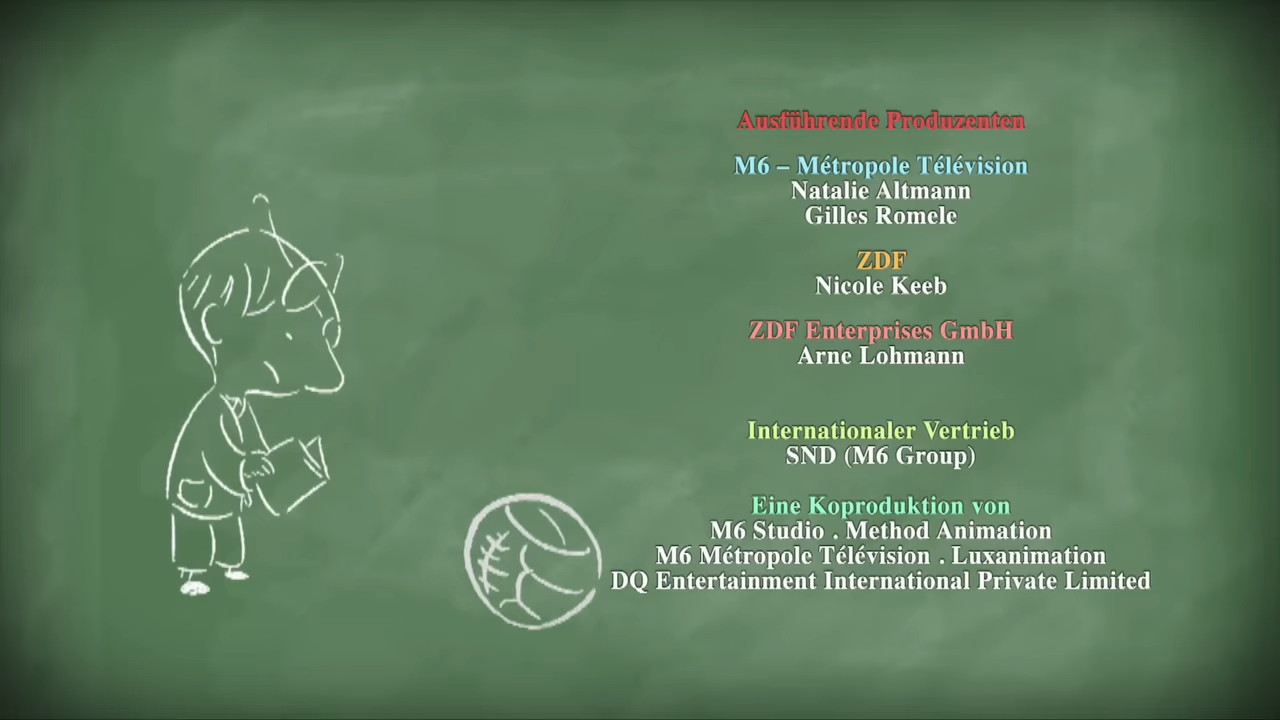 Ausführende Produzenten
M6 – Métropole Télévision
Natalie Altmann
Gilles Romele
ZDF
Nicole Keeb
ZDF Enterprises GmbH
Arne Lohmann
Internationaler Vertrieb
SND (M6 Group)
Eine Koproduktion von
M6 Studio . Method Animation
M6 Métropole Télévision . Luxanimation
DQ Entertainment International Private Limited